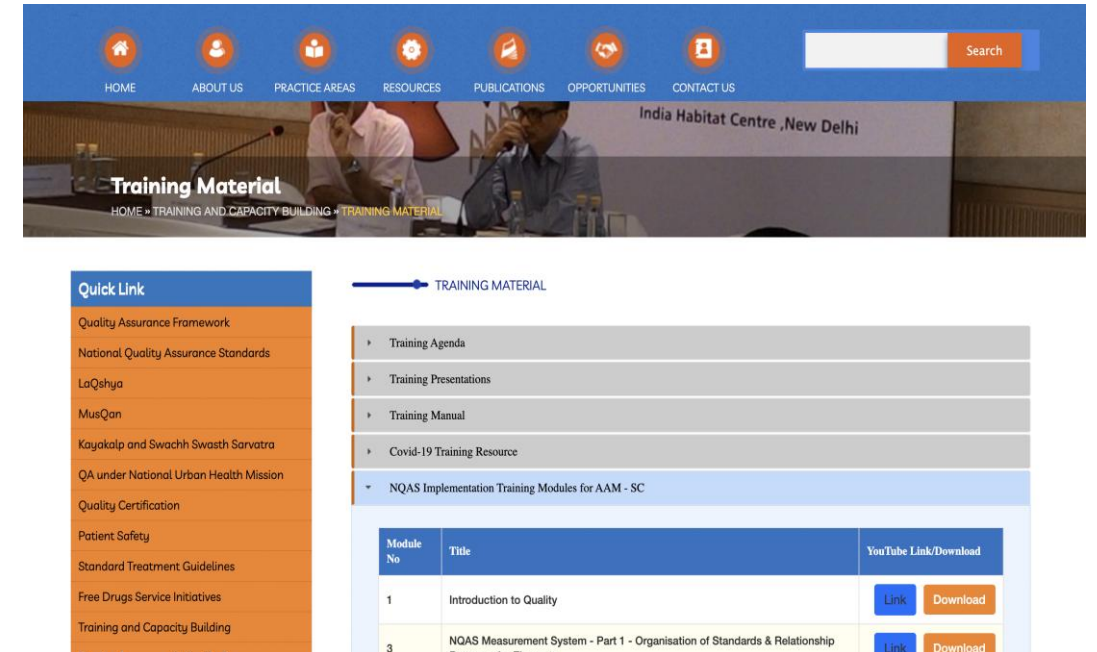 Search
HOME
ABOUT US
PRACTICE AREAS
RESOURCES
PUBLICATIONS
OPPORTUNITIES
CONTACT US
India Habitat Centre ,New Delhi
Training Material
HOME » TRAINING AND CAPACITY BUILDING » TRAINING MATERIAL
Quick Link
Quality Assurance Framework
National Quality Assurance Standards
LaQshya
MusQan
Kayakalp and Swachh Swasth Sarvatra
QA under National Urban Health Mission
Quality Certification
Patient Safety
Standard Treatment Guidelines
Free Drugs Service Initiatives
Training and Capacity Building
TRAINING MATERIAL
Training Agenda
Training Presentations
Training Manual
Covid-19 Training Resource
NQAS Implementation Training Modules for AAM - SC
Module No
Title
YouTube Link/Download
1
Introduction to Quality
Link
Download
3
NQAS Measurement System - Part 1 - Organisation of Standards & Relationship
Link
Download